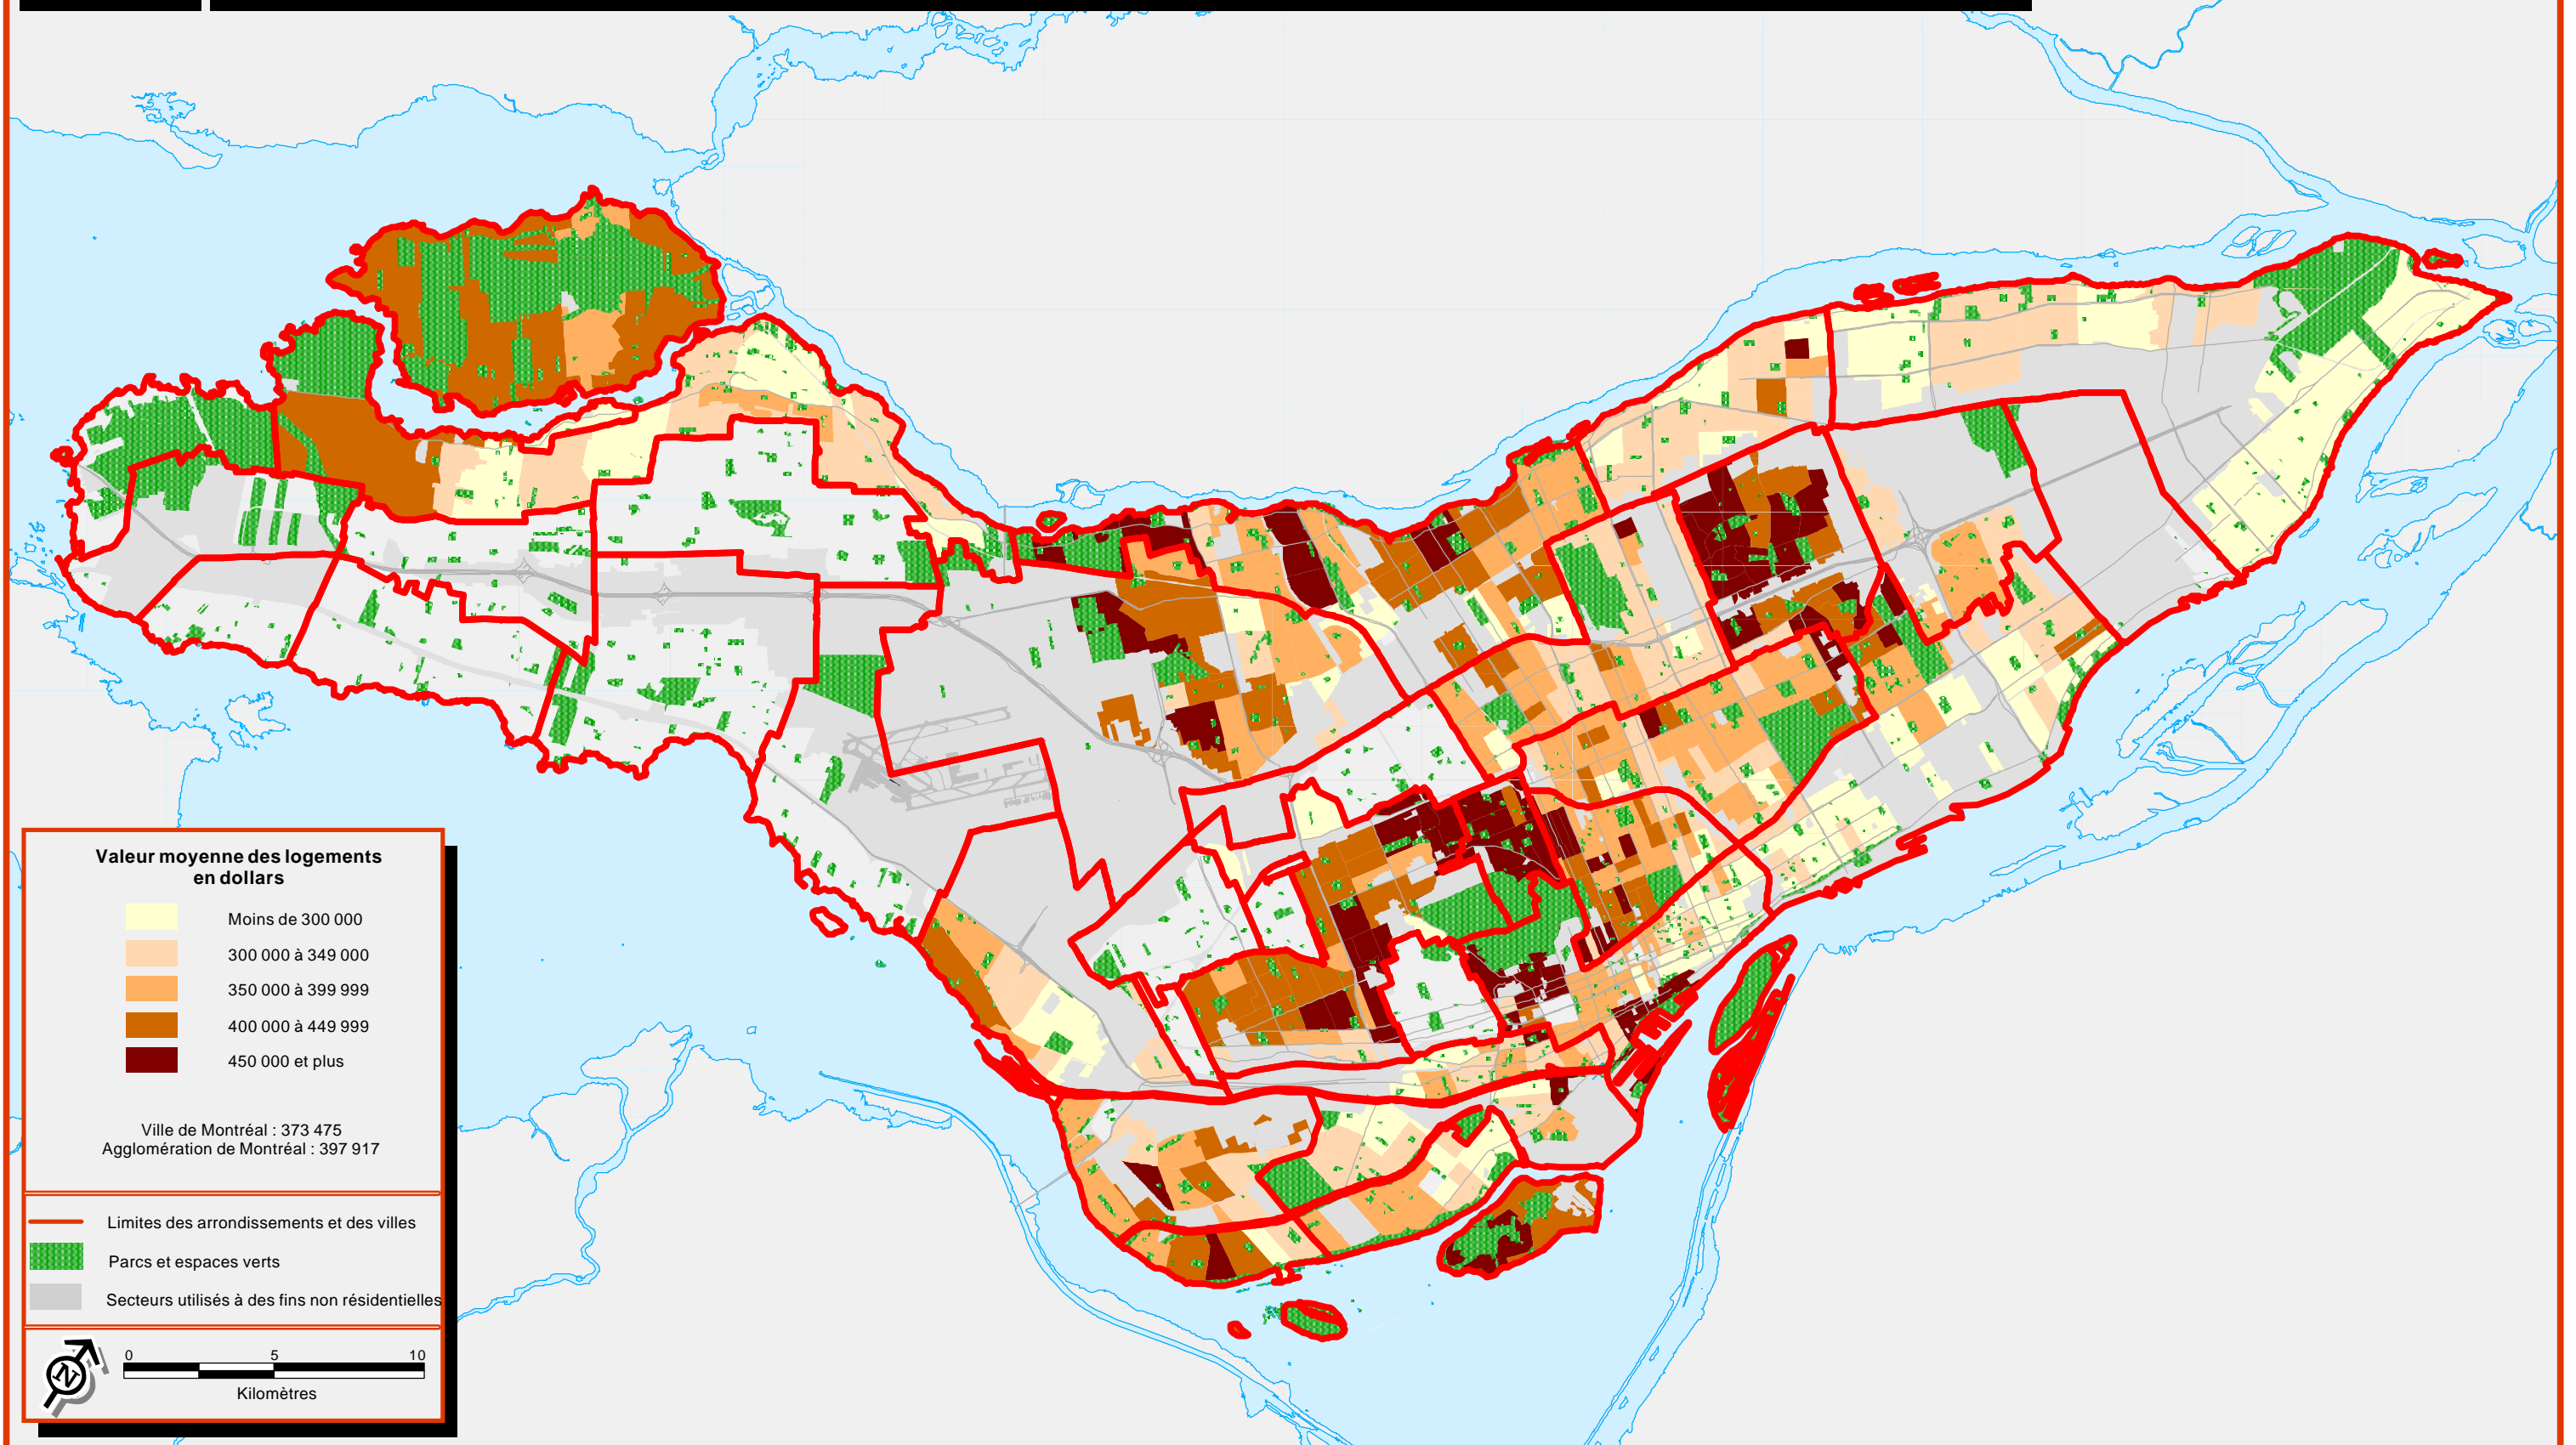 Valeur moyenne des logements
en dollars
Moins de 300 000
300 000 à 349 000
350 000 à 399 999
400 000 à 449 999
450 000 et plus
Ville de Montréal : 373 475
Agglomération de Montréal : 397 917
Limites des arrondissements et des villes
Parcs et espaces verts
Secteurs utilisés à des fins non résidentielles
N
0 5 10
Kilomètres